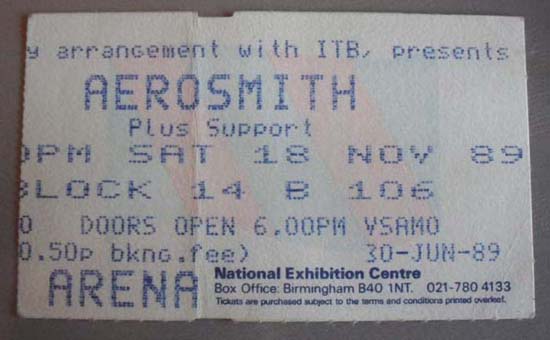 y arrangement with ITB, presents
AEROSMITH
Plus Support
0PM SAT 18 NOV 89
BLOCK 14 B 106
0 DOORS OPEN 6.00PM VSAMO
0.50p bkng.fee) 30-JUN-89
ARENA National Exhibition Centre
Box Office: Birmingham B40 1NT. 021-780 4133
Tickets are purchased subject to the terms and conditions printed overleaf.